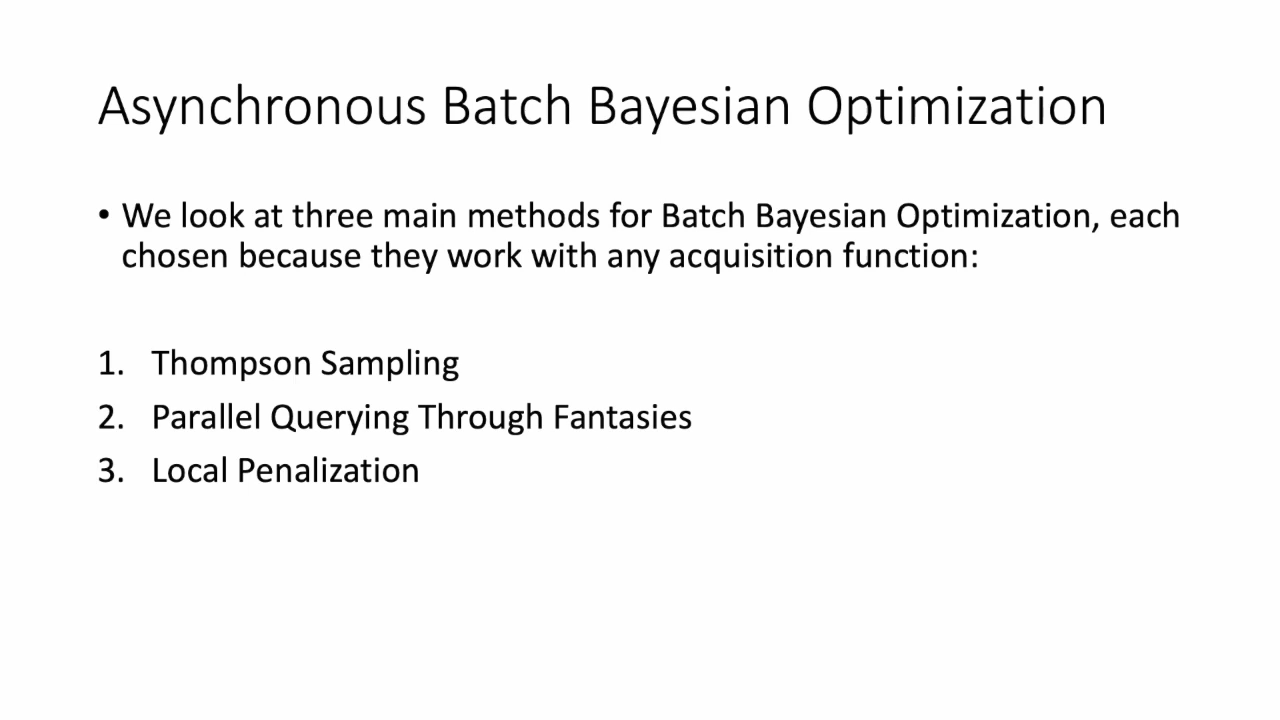 Asynchronous Batch Bayesian Optimization
• We look at three main methods for Batch Bayesian Optimization, each
chosen because they work with any acquisition function:
1. Thompson Sampling
2. Parallel Querying Through Fantasies
3. Local Penalization